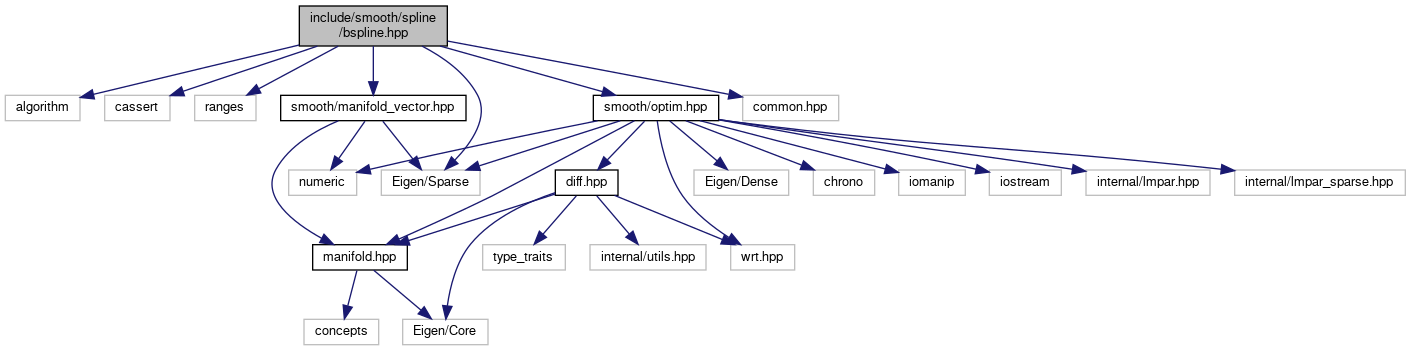 include/smooth/spline
/bspline.hpp
algorithm
cassert
ranges
smooth/manifold_vector.hpp
smooth/optim.hpp
common.hpp
numeric
Eigen/Sparse
diff.hpp
Eigen/Dense
chrono
iomanip
iostream
internal/lmpar.hpp
internal/lmpar_sparse.hpp
manifold.hpp
type_traits
internal/utils.hpp
wrt.hpp
concepts
Eigen/Core